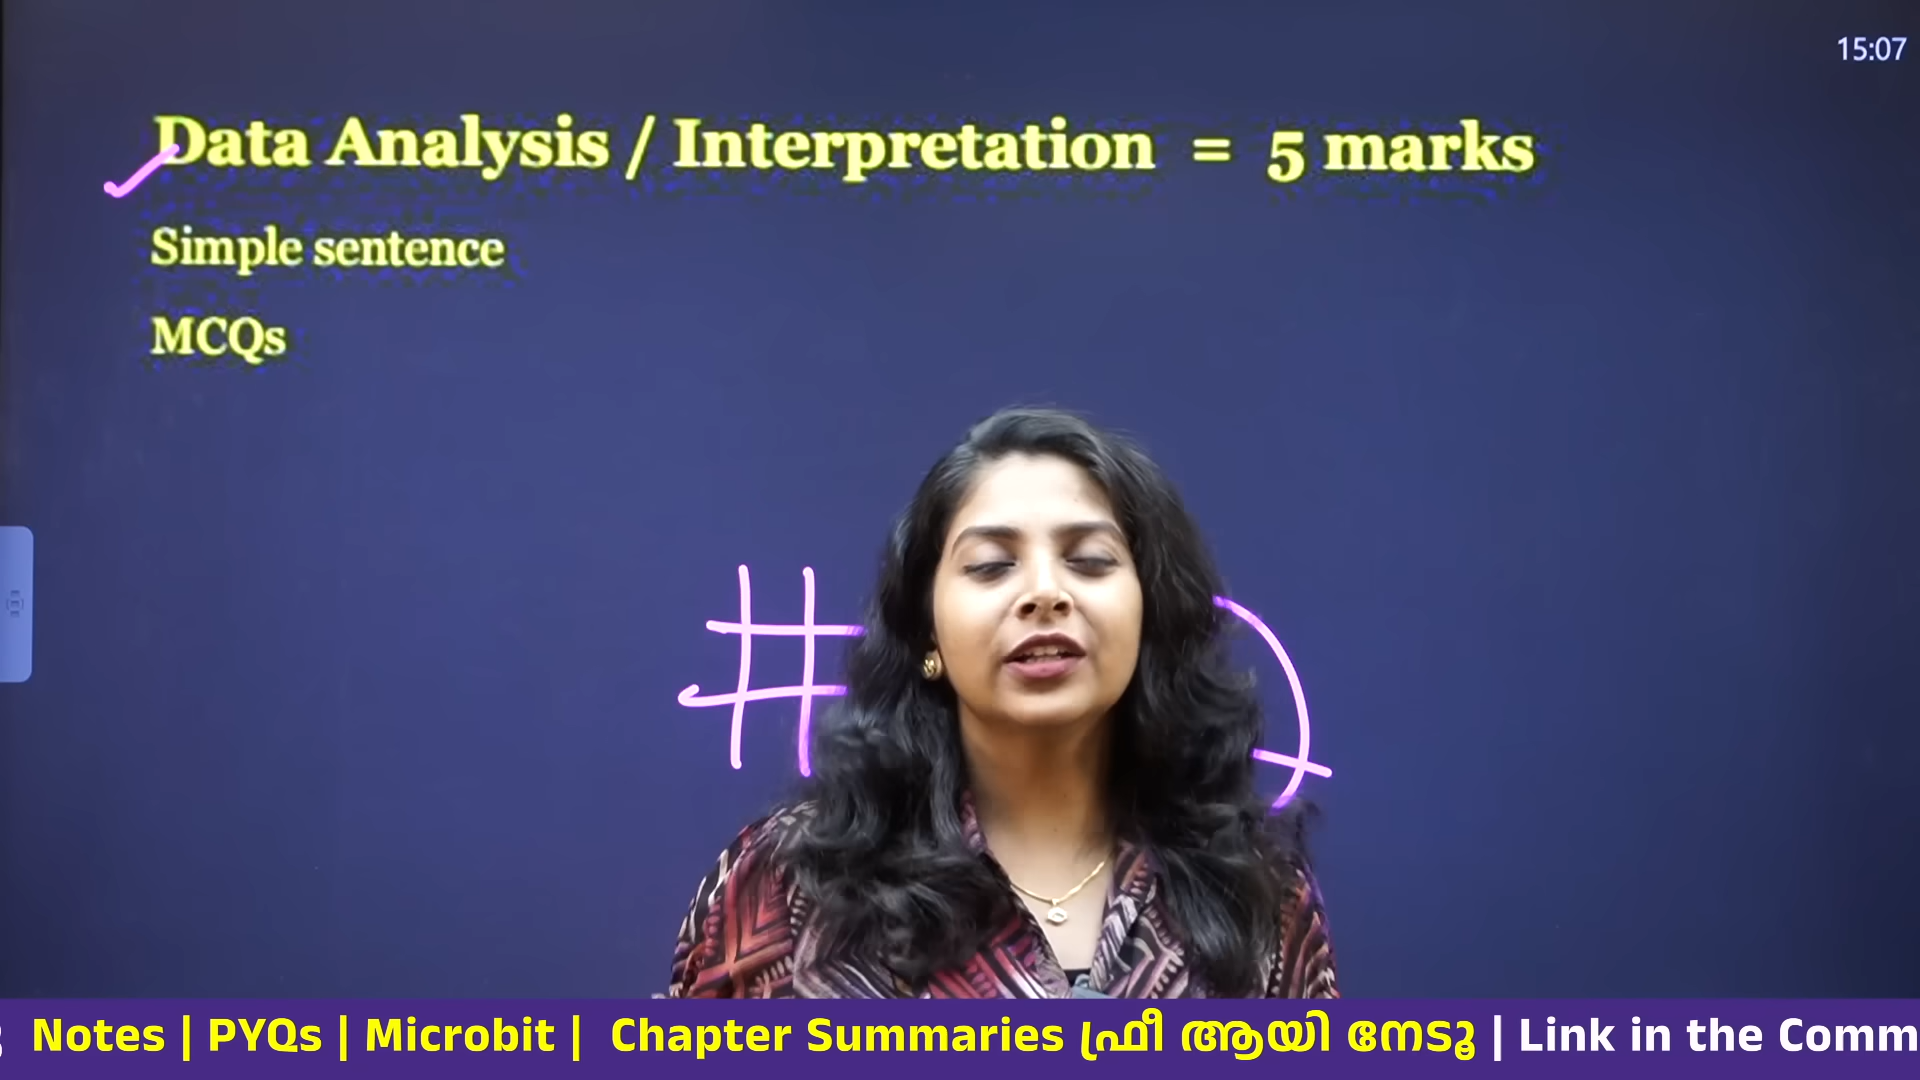 15:07
Data Analysis / Interpretation = 5 marks
Simple sentence
MCQs
#
Notes | PYQs | Microbit | Chapter Summaries ഫ്രീ ആയി നേടൂ | Link in the Comm